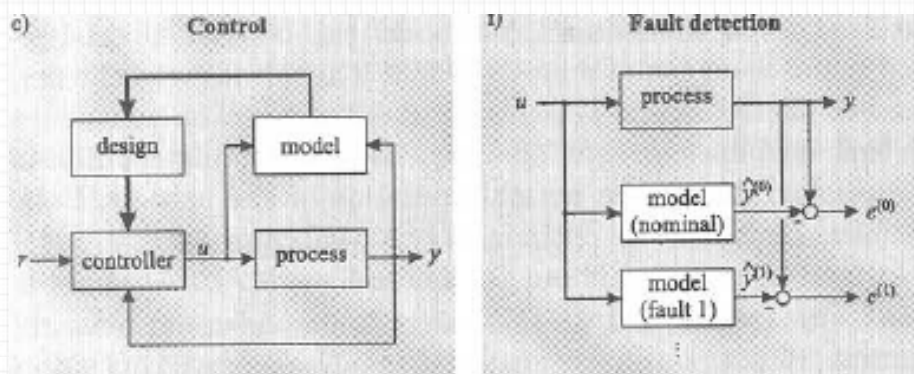 c) Control
design
model
r
controller
u
process
y
f) Fault detection
u
process
y
model
(nominal)
ŷ(0)
-
e(0)
model
(fault 1)
ŷ(1)
-
e(1)
⋮